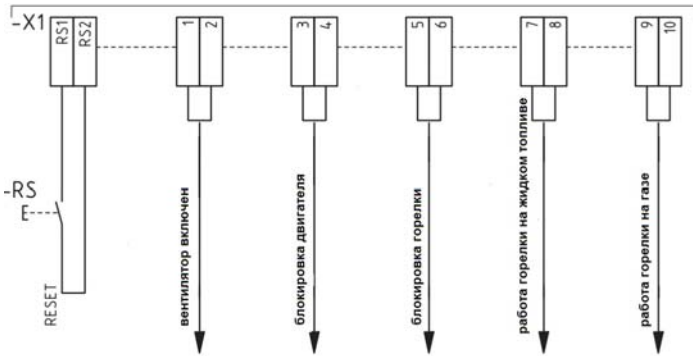 -X1
RS1
RS2
1
2
3
4
5
6
7
8
9
10
-RS
E
RESET
вентилятор включен
блокировка двигателя
блокировка горелки
работа горелки на жидком топливе
работа горелки на газе